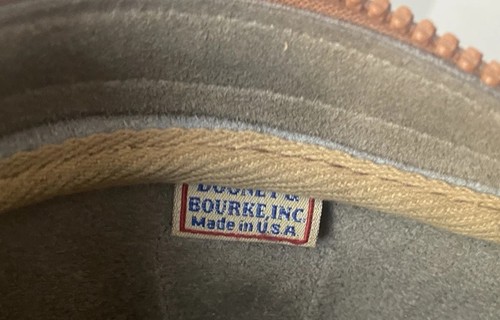 DOONEY &
BOURKE, INC.
Made in U.S.A